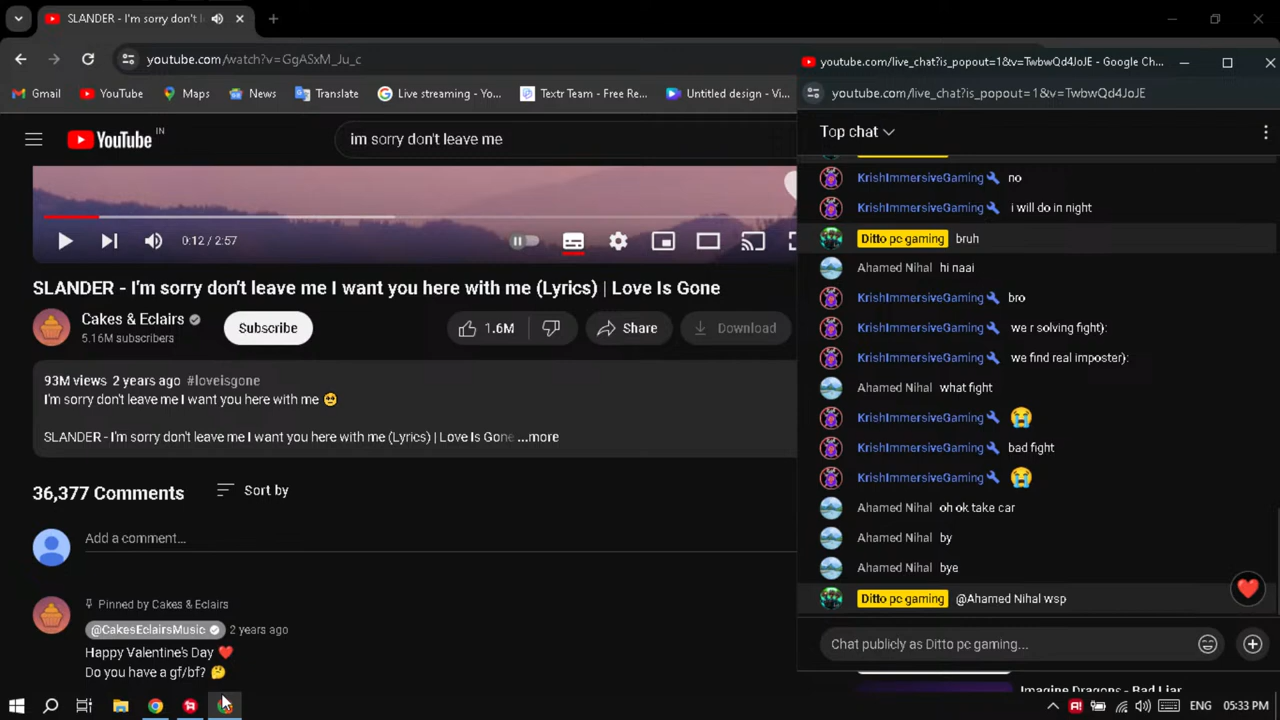 SLANDER - I'm sorry don't l
youtube.com/watch?v=GgASxM_Ju_c
Gmail
YouTube
Maps
News
Translate
Live streaming - Yo...
Textr Team - Free Re...
Untitled design - Vi...
YouTube IN
im sorry don't leave me
0:12 / 2:57
SLANDER - I'm sorry don't leave me I want you here with me (Lyrics) | Love Is Gone
Cakes & Eclairs
5.16M subscribers
Subscribe
1.6M
Share
Download
93M views 2 years ago #loveisgone
I'm sorry don't leave me I want you here with me 🥺
SLANDER - I'm sorry don't leave me I want you here with me (Lyrics) | Love Is Gone ...more
36,377 Comments
Sort by
Add a comment...
Pinned by Cakes & Eclairs
@CakesEclairsMusic 2 years ago
Happy Valentine's Day ❤️
Do you have a gf/bf? 🤔
youtube.com/live_chat?is_popout=1&v=TwbwQd4JoJE - Google Ch...
youtube.com/live_chat?is_popout=1&v=TwbwQd4JoJE
Top chat
KrishImmersiveGaming no
KrishImmersiveGaming i will do in night
Ditto pc gaming bruh
Ahamed Nihal hi naai
KrishImmersiveGaming bro
KrishImmersiveGaming we r solving fight):
KrishImmersiveGaming we find real imposter):
Ahamed Nihal what fight
KrishImmersiveGaming 😭
KrishImmersiveGaming bad fight
KrishImmersiveGaming 😭
Ahamed Nihal oh ok take car
Ahamed Nihal by
Ahamed Nihal bye
Ditto pc gaming @Ahamed Nihal wsp
Chat publicly as Ditto pc gaming...
Imagine Dragons - Bad Liar
ENG
05:33 PM